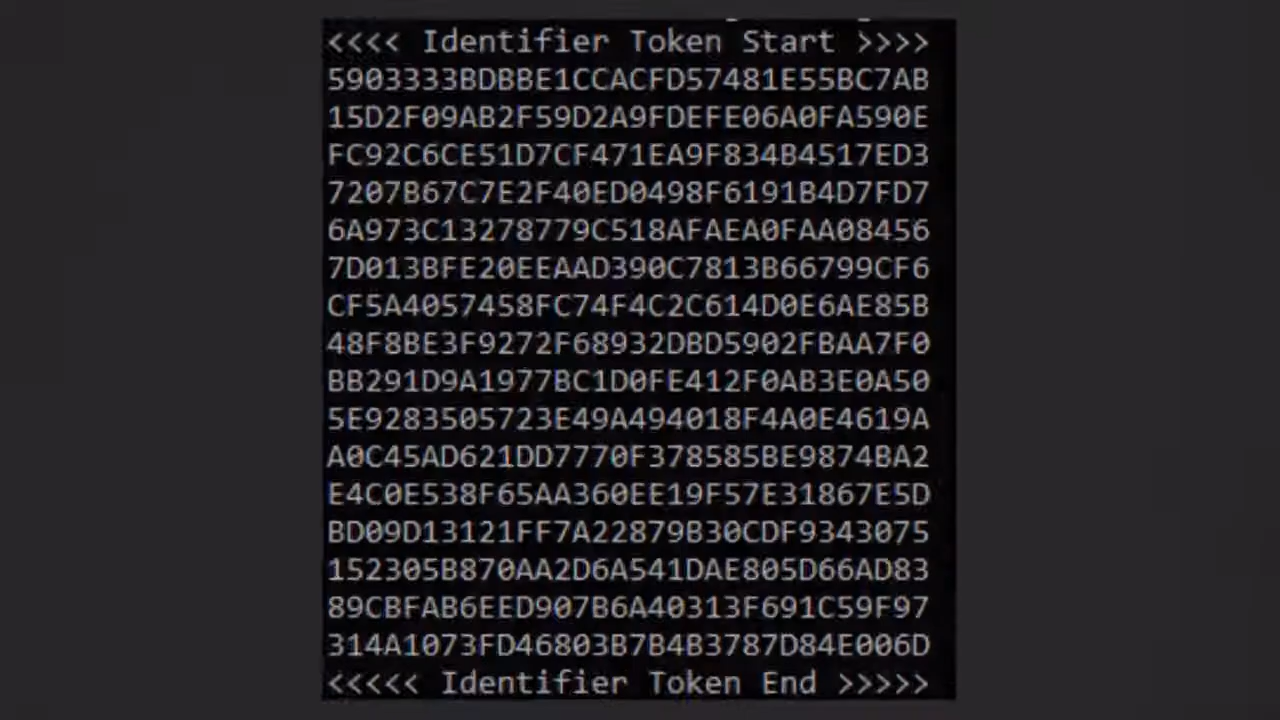 <<<< Identifier Token Start >>>>
5903333BDBBE1CCACFD57481E55BC7AB
15D2F09AB2F59D2A9FDEFE06A0FA590E
FC92C6CE51D7CF471EA9F834B4517ED3
7207B67C7E2F40ED0498F6191B4D7FD7
6A973C13278779C518AFAEA0FAA08456
7D013BFE20EEAAD390C7813B66799CF6
CF5A4057458FC74F4C2C614D0E6AE85B
48F8BE3F9272F68932DBD5902FBAA7F0
BB291D9A1977BC1D0FE412F0AB3E0A50
5E9283505723E49A494018F4A0E4619A
A0C45AD621DD7770F378585BE9874BA2
E4C0E538F65AA360EE19F57E31867E5D
BD09D13121FF7A22879B30CDF9343075
152305B870AA2D6A541DAE805D66AD83
89CBFAB6EED907B6A40313F691C59F97
314A1073FD46803B7B4B3787D84E006D
<<<<< Identifier Token End >>>>>